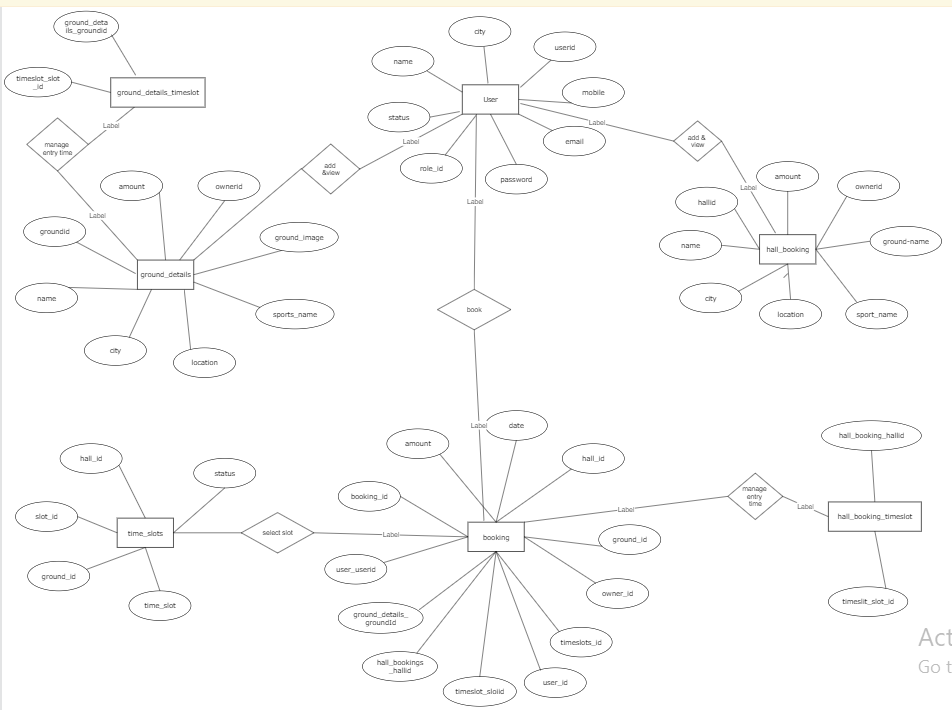 ground_deta
ils_groundid
timeslot_slot
_id
ground_details_timeslot
Label
manage
entry time
Label
city
name
userid
mobile
User
status
Label
email
role_id
password
Label
add
&view
Label
add &
view
Label
amount
ownerid
hallid
name
hall_booking
ground-name
city
location
sport_name
amount
ownerid
groundid
ground_image
ground_details
name
sports_name
city
location
book
Label
date
amount
hall_id
booking_id
booking
ground_id
user_userid
owner_id
ground_details_
groundId
timeslots_id
hall_bookings
_hallid
user_id
timeslot_sloiid
hall_id
status
slot_id
time_slots
select slot
Label
ground_id
time_slot
Label
manage
entry
time
Label
hall_booking_hallid
hall_booking_timeslot
timeslit_slot_id
Act
Go t